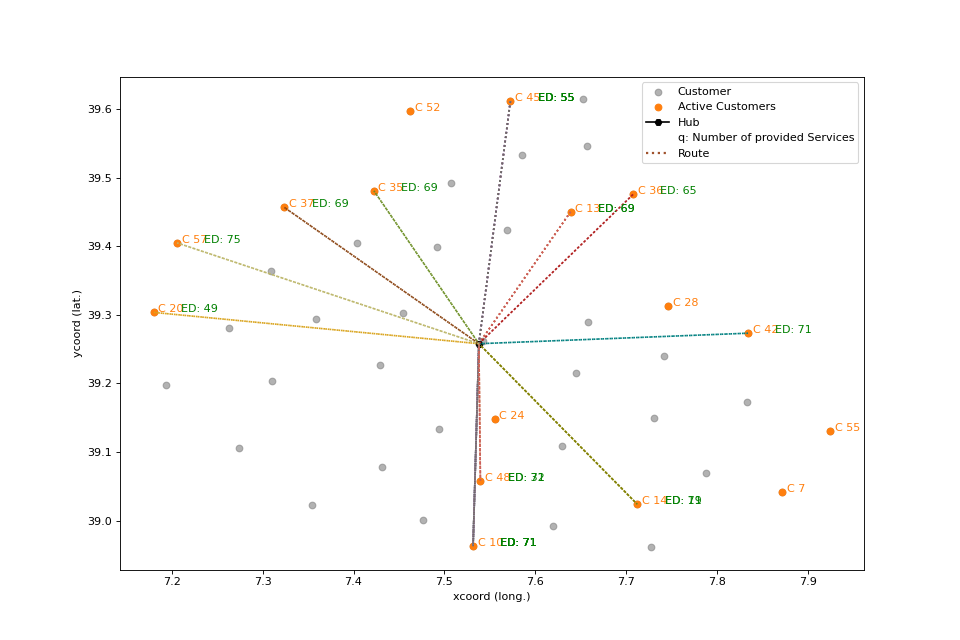 Customer
Active Customers
Hub
q: Number of provided Services
Route
C 45 ED: 55
C 52
C 35 ED: 69
C 36 ED: 65
C 37 ED: 69
C 13 ED: 69
C 57 ED: 75
C 20 ED: 49
C 28
C 42 ED: 71
C 24
C 55
C 48 ED:
C 7
C 14 ED:
C 10 ED: 71
39.6
39.5
39.4
39.3
39.2
39.1
39.0
ycoord (lat.)
7.2 7.3 7.4 7.5 7.6 7.7 7.8 7.9
xcoord (long.)